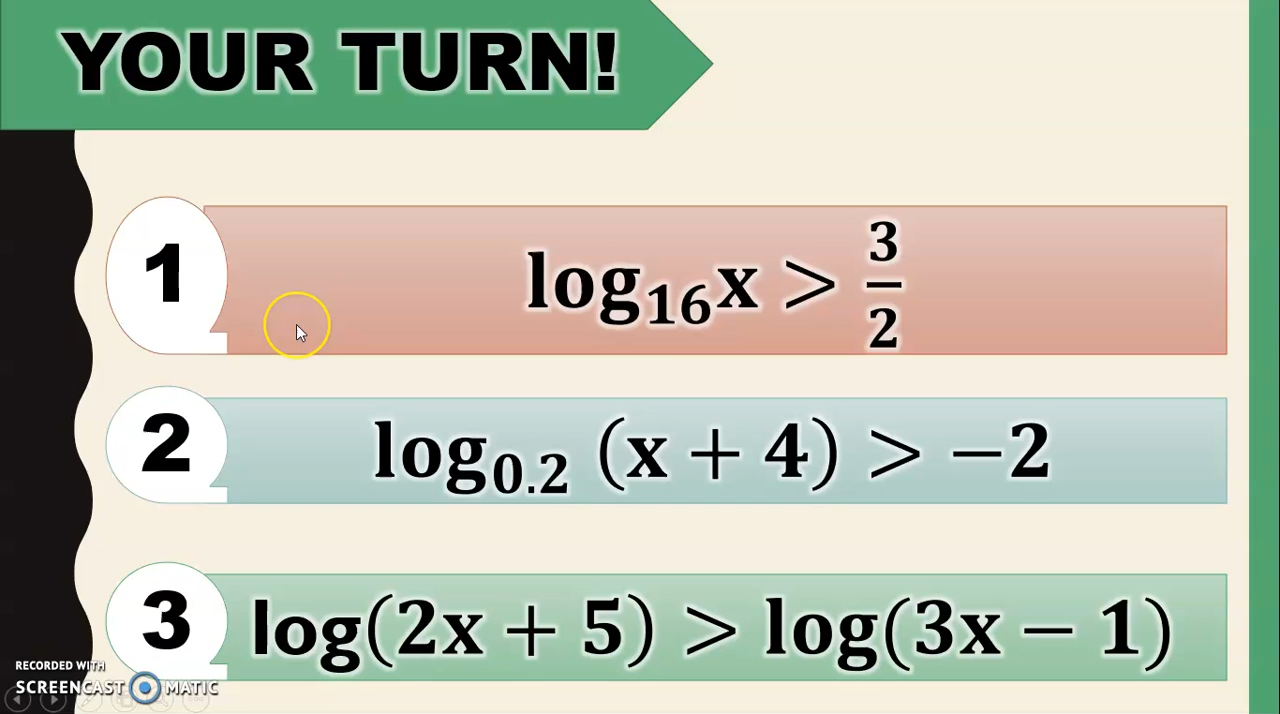 YOUR TURN!
1
log₁₆x > 3/2
2
log₀.₂ (x + 4) > −2
3
log(2x + 5) > log(3x − 1)
RECORDED WITH
SCREENCAST MATIC